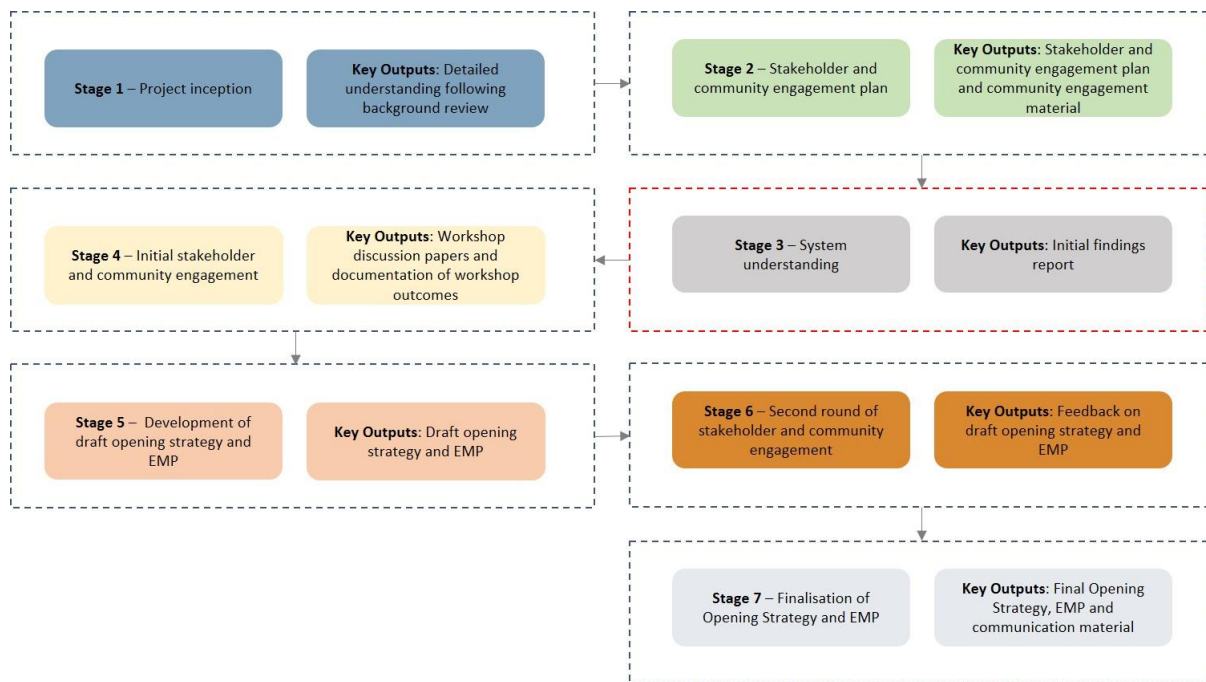 Stage 1 – Project inception
Key Outputs: Detailed
understanding following
background review
Stage 2 – Stakeholder and
community engagement plan
Key Outputs: Stakeholder and
community engagement plan
and community engagement
material
Stage 3 – System
understanding
Key Outputs: Initial findings
report
Stage 4 – Initial stakeholder
and community engagement
Key Outputs: Workshop
discussion papers and
documentation of workshop
outcomes
Stage 5 – Development of
draft opening strategy and
EMP
Key Outputs: Draft opening
strategy and EMP
Stage 6 – Second round of
stakeholder and community
engagement
Key Outputs: Feedback on
draft opening strategy and
EMP
Stage 7 – Finalisation of
Opening Strategy and EMP
Key Outputs: Final Opening
Strategy, EMP and
communication material